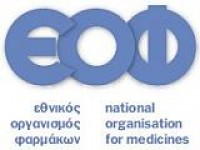 εοφ
εθνικός
οργανισμός
φαρμάκων
national
organisation
for medicines